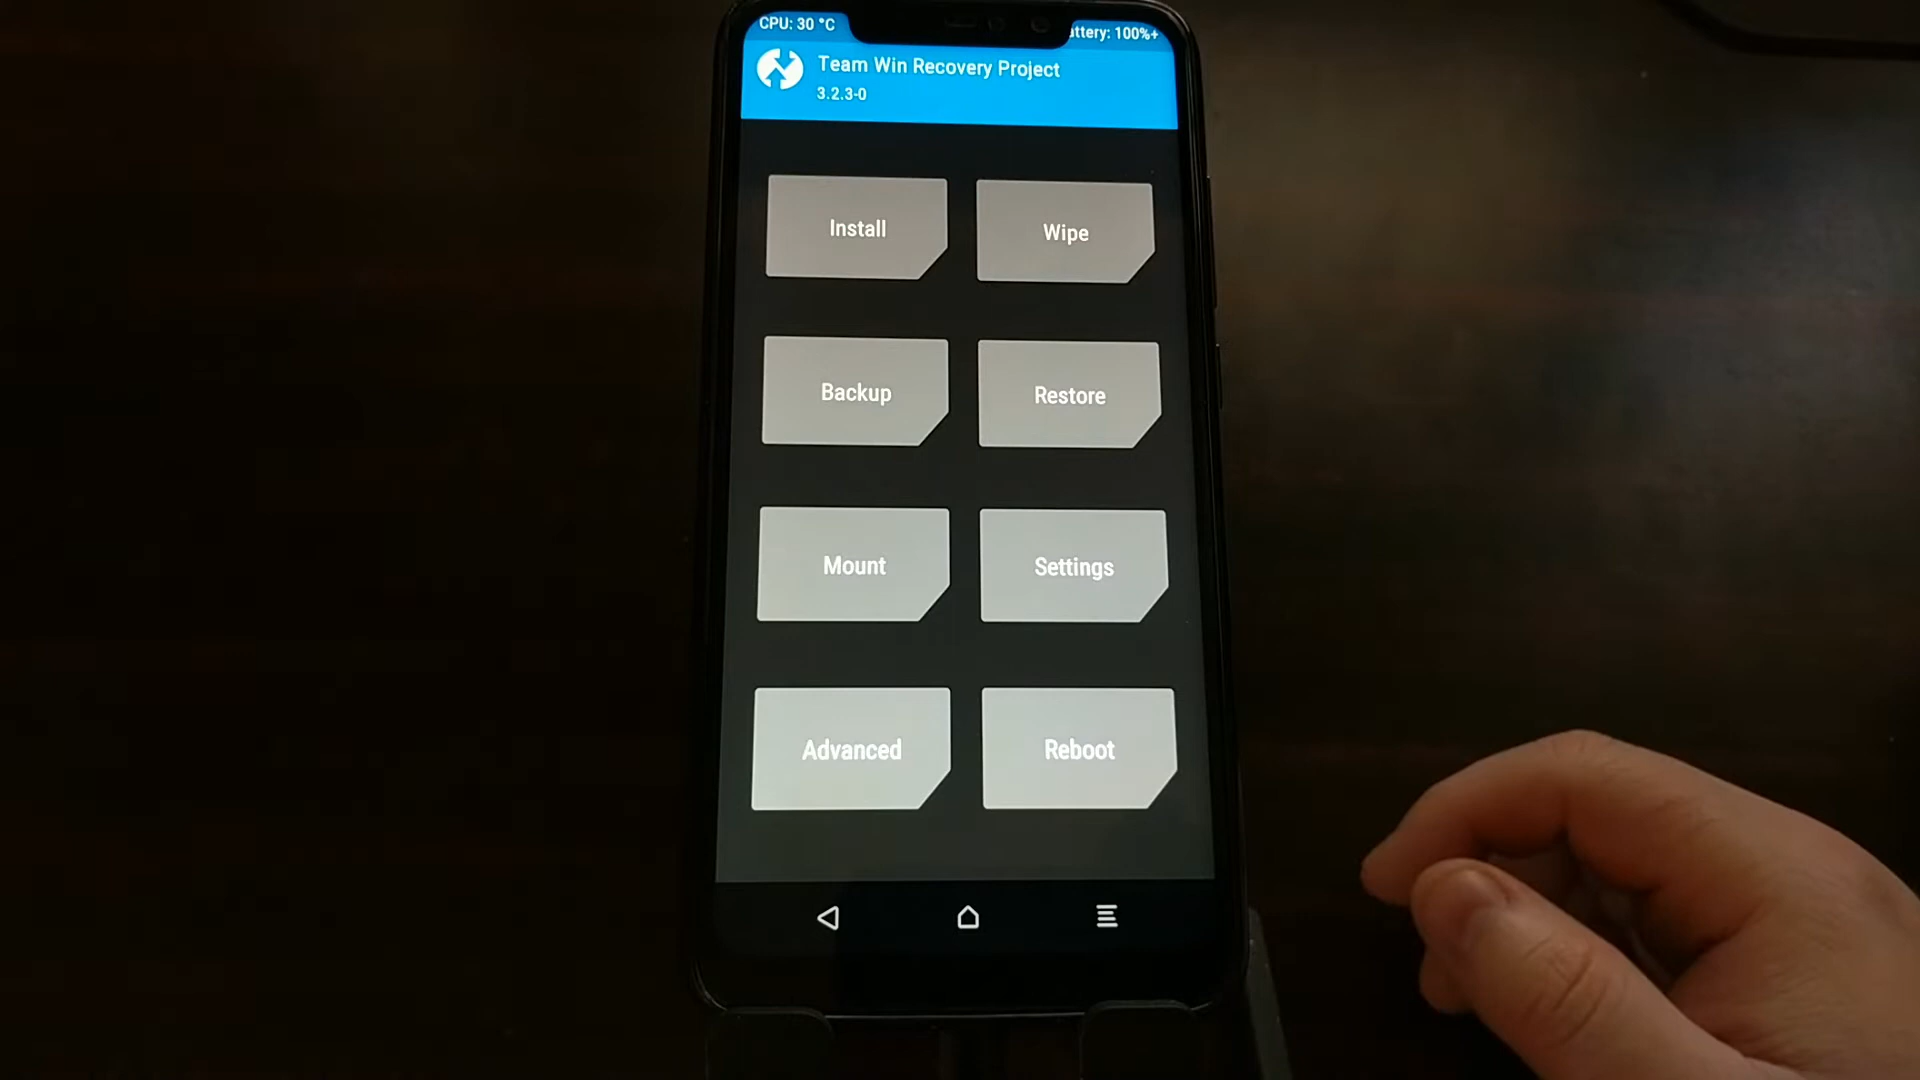 CPU: 30 °C
attery: 100%+
Team Win Recovery Project
3.2.3-0
Install
Wipe
Backup
Restore
Mount
Settings
Advanced
Reboot